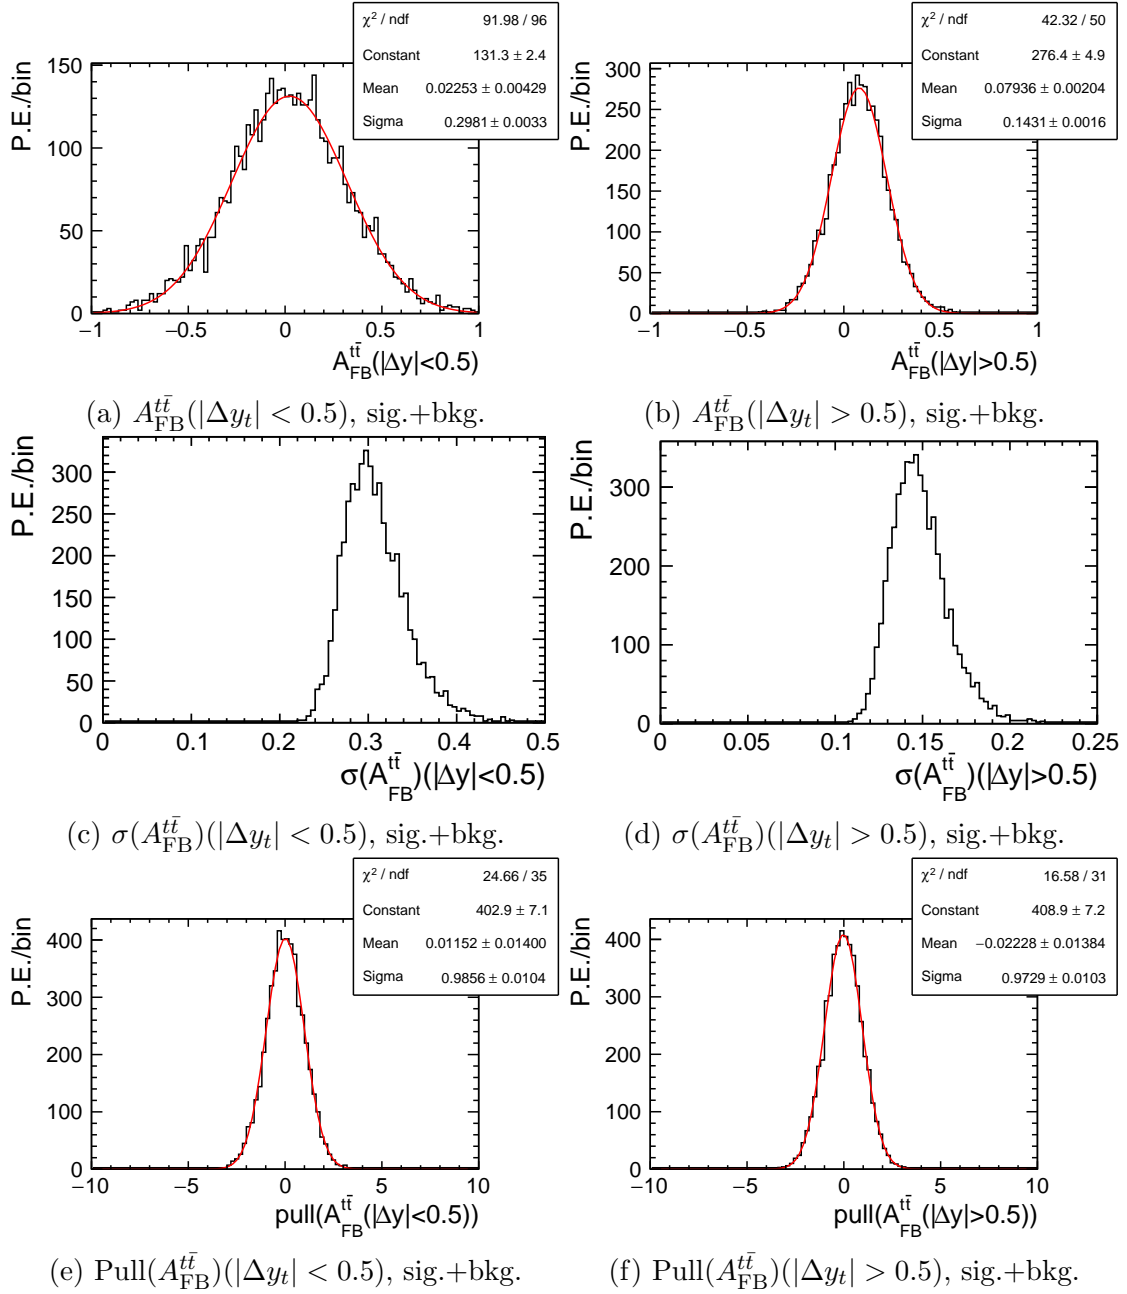 χ² / ndf 91.98 / 96
Constant 131.3 ± 2.4
Mean 0.02253 ± 0.00429
Sigma 0.2981 ± 0.0033
P.E./bin
150
100
50
0
−1 −0.5 0 0.5 1
A_FB^tt̄(|Δy|<0.5)
(a) A_FB^tt̄(|Δy_t| < 0.5), sig.+bkg.
χ² / ndf 42.32 / 50
Constant 276.4 ± 4.9
Mean 0.07936 ± 0.00204
Sigma 0.1431 ± 0.0016
P.E./bin
300
250
200
150
100
50
0
−1 −0.5 0 0.5 1
A_FB^tt̄(|Δy|>0.5)
(b) A_FB^tt̄(|Δy_t| > 0.5), sig.+bkg.
P.E./bin
300
250
200
150
100
50
0
0 0.1 0.2 0.3 0.4 0.5
σ(A_FB^tt̄)(|Δy|<0.5)
(c) σ(A_FB^tt̄)(|Δy_t| < 0.5), sig.+bkg.
P.E./bin
300
200
100
0
0 0.05 0.1 0.15 0.2 0.25
σ(A_FB^tt̄)(|Δy|>0.5)
(d) σ(A_FB^tt̄)(|Δy_t| > 0.5), sig.+bkg.
χ² / ndf 24.66 / 35
Constant 402.9 ± 7.1
Mean 0.01152 ± 0.01400
Sigma 0.9856 ± 0.0104
P.E./bin
400
300
200
100
0
−10 −5 0 5 10
pull(A_FB^tt̄(|Δy|<0.5))
(e) Pull(A_FB^tt̄)(|Δy_t| < 0.5), sig.+bkg.
χ² / ndf 16.58 / 31
Constant 408.9 ± 7.2
Mean −0.02228 ± 0.01384
Sigma 0.9729 ± 0.0103
P.E./bin
400
300
200
100
0
−10 −5 0 5 10
pull(A_FB^tt̄(|Δy|>0.5))
(f) Pull(A_FB^tt̄)(|Δy_t| > 0.5), sig.+bkg.